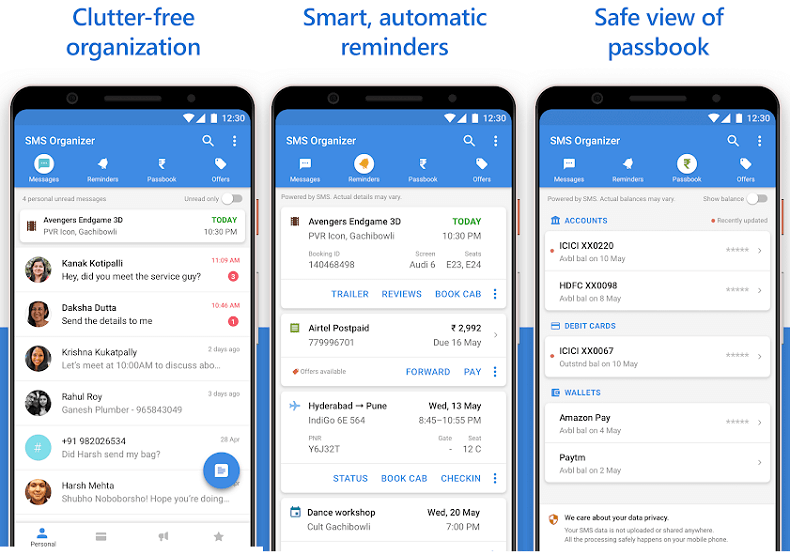 Clutter-free
organization
12:30
SMS Organizer
Messages
Reminders
Passbook
Offers
4 personal unread messages
Unread only
Avengers Endgame 3D
TODAY
PVR Icon, Gachibowli
10:30 PM
Kanak Kotipalli
11:09 AM
Hey, did you meet the service guy?
3
Daksha Dutta
10:46 AM
Send the details to me
1
Krishna Kukatpally
2 days ago
Let's meet at 10:00AM to discuss abo...
Rahul Roy
3 days ago
Ganesh Plumber - 965843049
#
+91 982026534
28 Apr
Did Harsh send my bag?
Harsh Mehta
Shubho Noboborsho! Hope you're doing...
Personal
Smart, automatic
reminders
12:30
SMS Organizer
Messages
Reminders
₹
Passbook
Offers
Powered by SMS. Actual details may vary.
Avengers Endgame 3D
TODAY
PVR Icon, Gachibowli
10:30 PM
Booking ID
Screen
Seats
140468498
Audi 6
E23, E24
TRAILER
REVIEWS
BOOK CAB
Airtel Postpaid
₹ 2,992
779996701
Due 16 May
Offers available
FORWARD
PAY
Hyderabad → Pune
Wed, 13 May
IndiGo 6E 564
8:45–10:55 PM
PNR
Gate
Seat
Y6J32T
-
12 C
STATUS
BOOK CAB
CHECKIN
Dance workshop
Wed, 20 May
Cult Gachibowli
7:00 PM
Safe view of
passbook
12:30
SMS Organizer
Messages
Reminders
₹
Passbook
Offers
Powered by SMS. Actual balances may vary.
Show balance
ACCOUNTS
Recently updated
ICICI XX0220
Avbl bal on 10 May
*****
HDFC XX0098
Avbl bal on 8 May
*****
DEBIT CARDS
ICICI XX0067
Outstnd bal on 10 May
*****
WALLETS
Amazon Pay
Avbl bal on 4 May
*****
Paytm
Avbl bal on 2 May
We care about your data privacy.
Your SMS data is not uploaded or shared anywhere.
All the processing safely happens on your mobile phone.